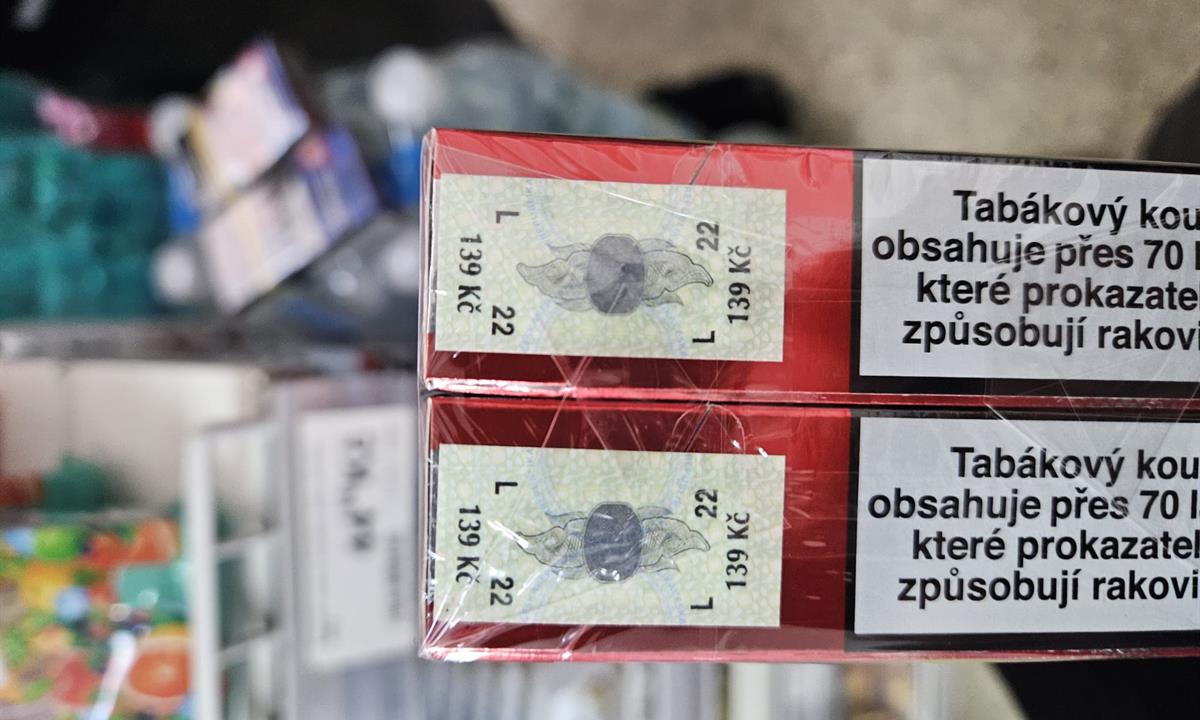 L
139 Kč
22
22
139 Kč
L
Tabákový kou
obsahuje přes 70
které prokazate
způsobují rakovi
L
139 Kč
22
22
139 Kč
L
Tabákový kou
obsahuje přes 70
které prokazatel
způsobují rakovi